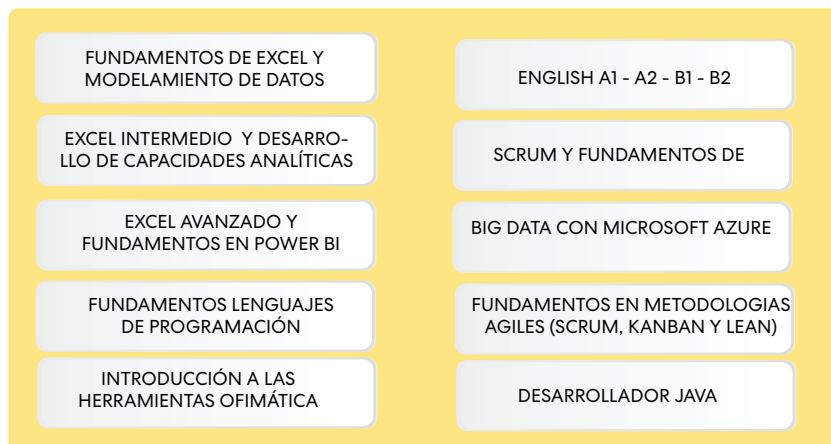 FUNDAMENTOS DE EXCEL Y
MODELAMIENTO DE DATOS
EXCEL INTERMEDIO Y DESARRO-
LLO DE CAPACIDADES ANALÍTICAS
EXCEL AVANZADO Y
FUNDAMENTOS EN POWER BI
FUNDAMENTOS LENGUAJES
DE PROGRAMACIÓN
INTRODUCCIÓN A LAS
HERRAMIENTAS OFIMÁTICA
ENGLISH A1 - A2 - B1 - B2
SCRUM Y FUNDAMENTOS DE
BIG DATA CON MICROSOFT AZURE
FUNDAMENTOS EN METODOLOGIAS
AGILES (SCRUM, KANBAN Y LEAN)
DESARROLLADOR JAVA